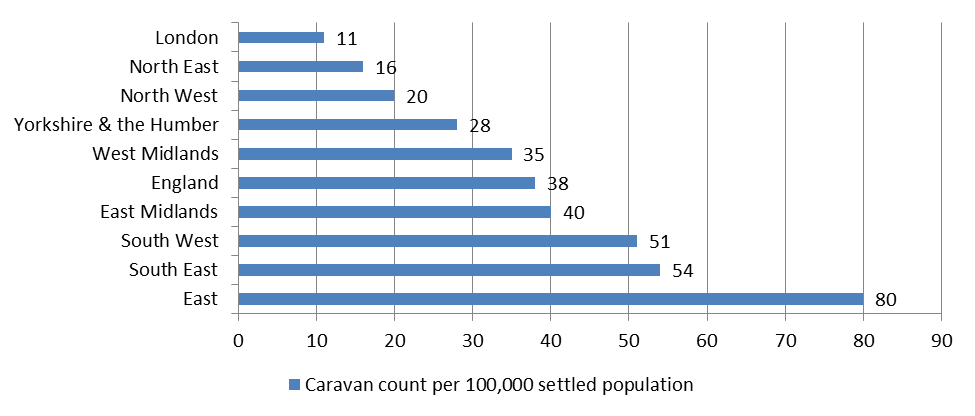 London 11
North East 16
North West 20
Yorkshire & the Humber 28
West Midlands 35
England 38
East Midlands 40
South West 51
South East 54
East 80
0 10 20 30 40 50 60 70 80 90
Caravan count per 100,000 settled population